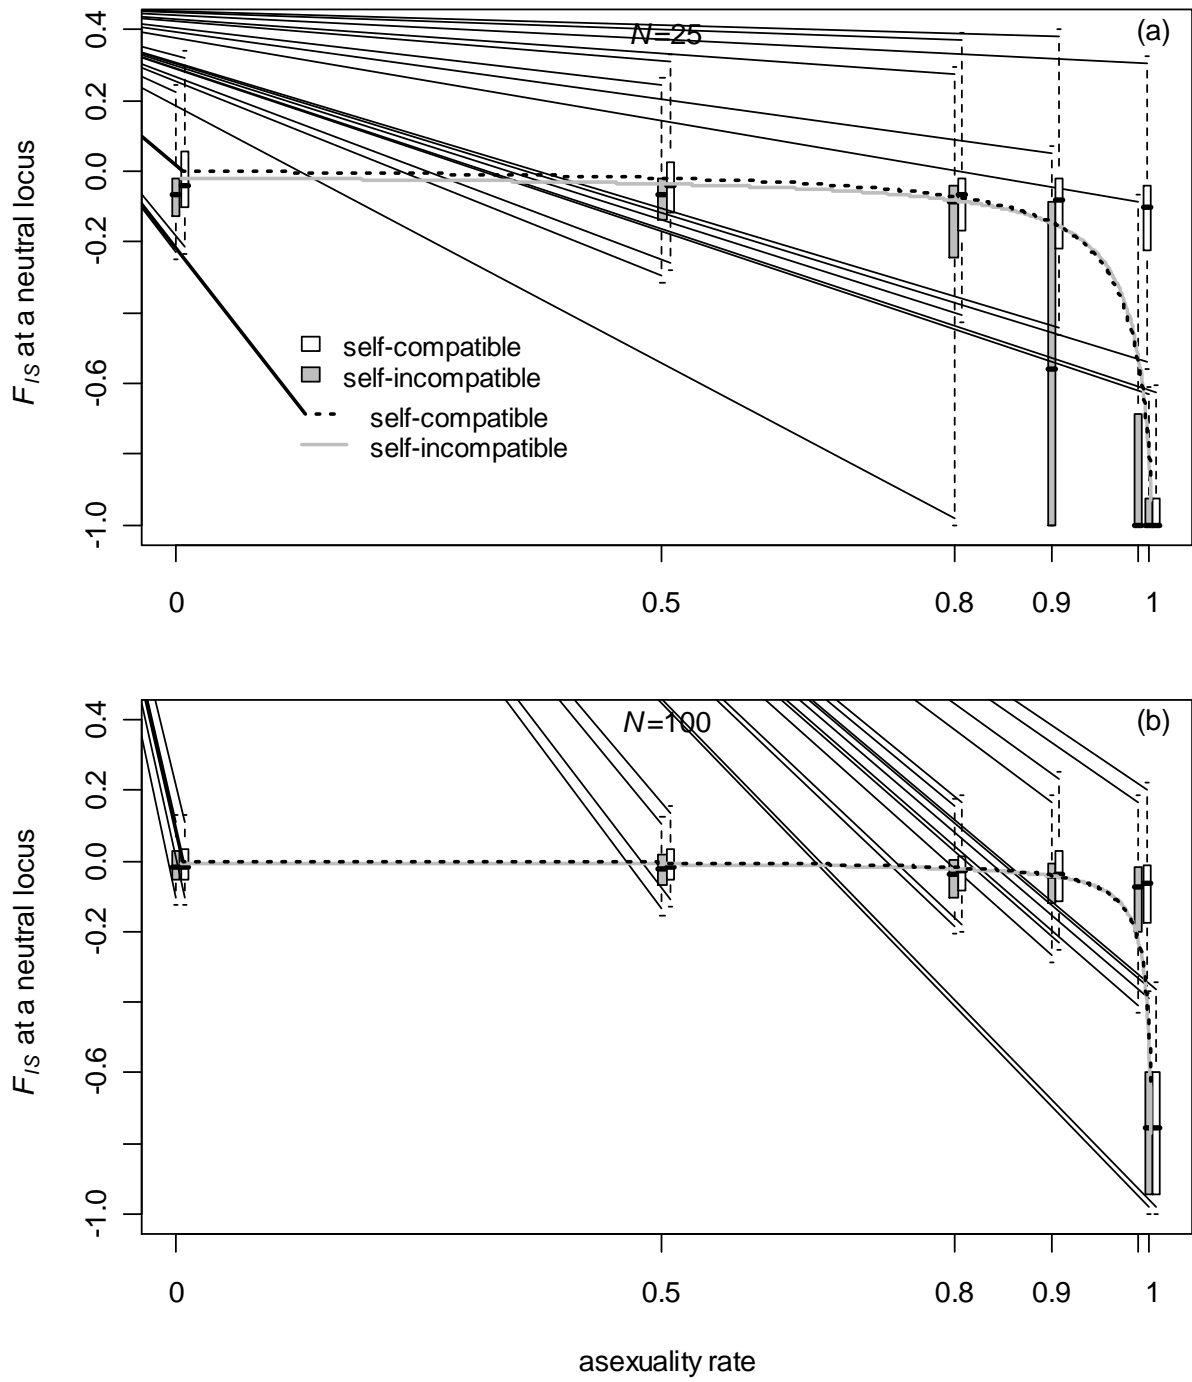 N=25
(a)
0.4
0.2
0.0
-0.2
-0.6
-1.0
F_IS at a neutral locus
self-compatible
self-incompatible
self-compatible
self-incompatible
0 0.5 0.8 0.9 1
N=100
(b)
0.4
0.2
0.0
-0.2
-0.6
-1.0
F_IS at a neutral locus
0 0.5 0.8 0.9 1
asexuality rate